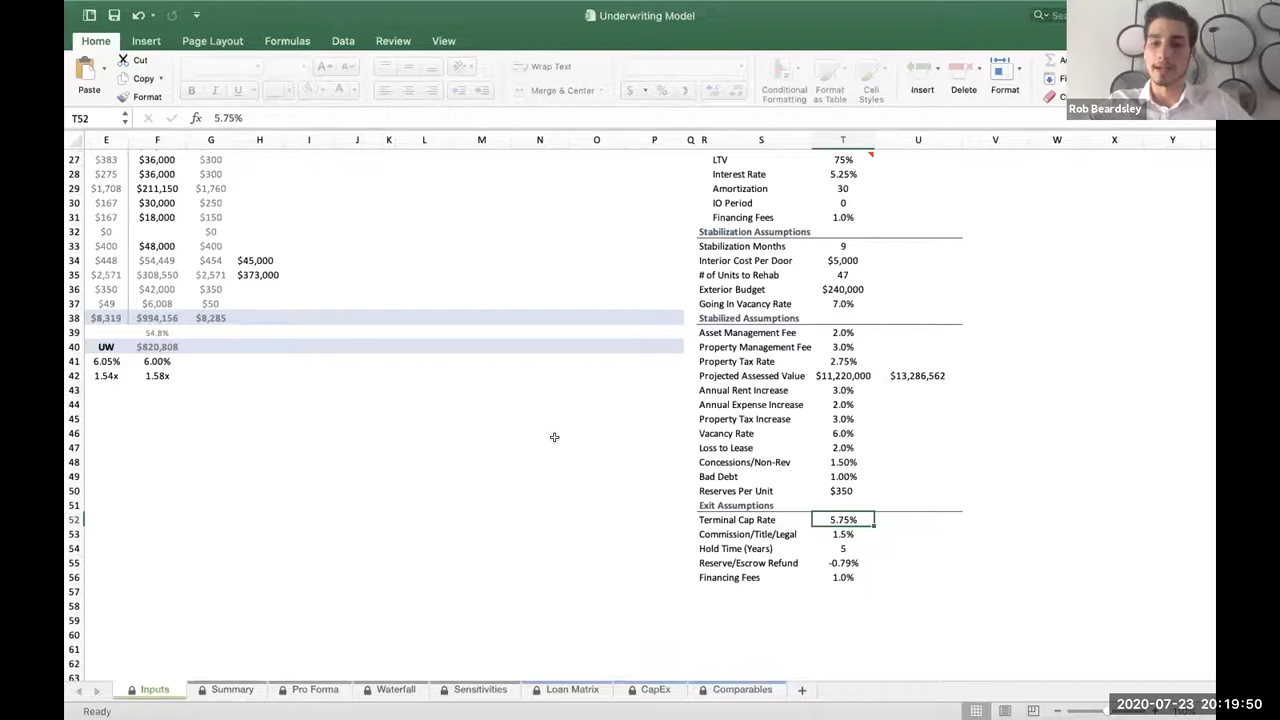 Underwriting Model
Home Insert Page Layout Formulas Data Review View
Paste Cut Copy Format
Wrap Text
Merge & Center
Conditional Formatting Format as Table Cell Styles Insert Delete Format
Rob Beardsley
T52 fx 5.75%
E F G H I J K L M N O P Q R S T U V W X Y
27 $383 $36,000 $300 LTV 75%
28 $275 $36,000 $300 Interest Rate 5.25%
29 $1,708 $211,150 $1,760 Amortization 30
30 $167 $30,000 $250 IO Period 0
31 $167 $18,000 $150 Financing Fees 1.0%
32 $0 $0 Stabilization Assumptions
33 $400 $48,000 $400 Stabilization Months 9
34 $448 $54,449 $454 $45,000 Interior Cost Per Door $5,000
35 $2,571 $308,550 $2,571 $373,000 # of Units to Rehab 47
36 $350 $42,000 $350 Exterior Budget $240,000
37 $49 $6,008 $50 Going In Vacancy Rate 7.0%
38 $8,319 $994,156 $8,285 Stabilized Assumptions
39 54.8% Asset Management Fee 2.0%
40 UW $820,808 Property Management Fee 3.0%
41 6.05% 6.00% Property Tax Rate 2.75%
42 1.54x 1.58x Projected Assessed Value $11,220,000 $13,286,562
43 Annual Rent Increase 3.0%
44 Annual Expense Increase 2.0%
45 Property Tax Increase 3.0%
46 Vacancy Rate 6.0%
47 Loss to Lease 2.0%
48 Concessions/Non-Rev 1.50%
49 Bad Debt 1.00%
50 Reserves Per Unit $350
51 Exit Assumptions
52 Terminal Cap Rate 5.75%
53 Commission/Title/Legal 1.5%
54 Hold Time (Years) 5
55 Reserve/Escrow Refund -0.79%
56 Financing Fees 1.0%
57
58
59
60
61
62
63
Inputs Summary Pro Forma Waterfall Sensitivities Loan Matrix CapEx Comparables
Ready
2020-07-23 20:19:50